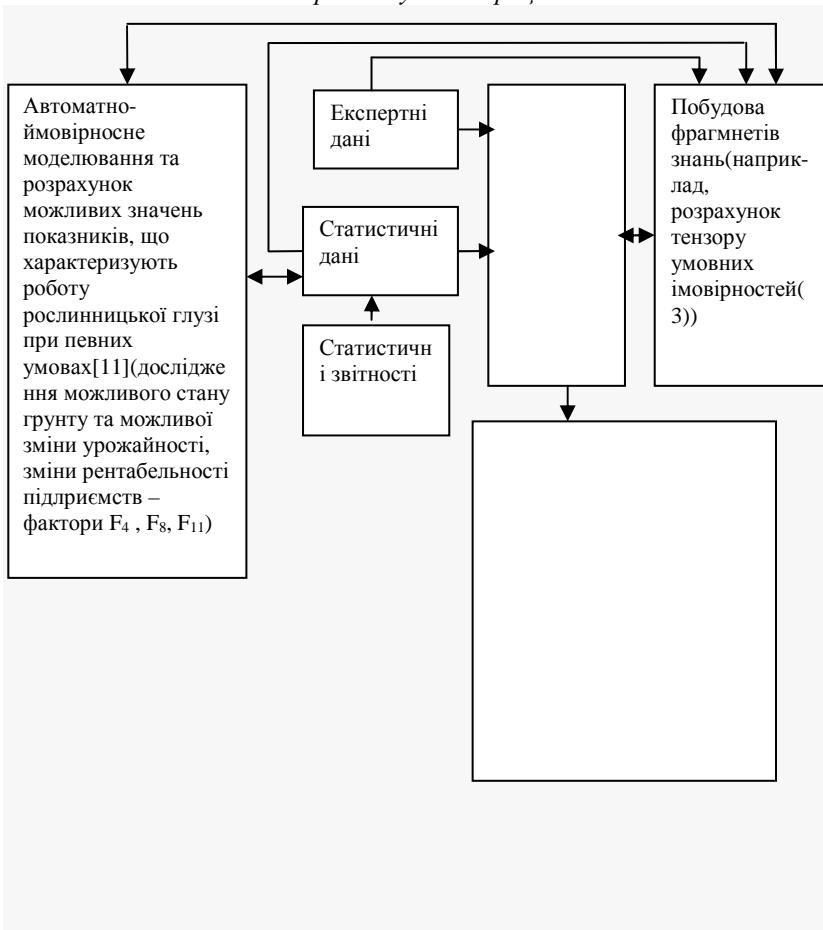 Автоматно-
ймовірносне
моделювання та
розрахунок
можливих значень
показників, що
характеризують
роботу
рослинницької глузі
при певних
умовах[11](дослідже
ння можливого стану
грунту та можливої
зміни урожайності,
зміни рентабельності
підлриємств –
фактори F4 , F8, F11)
Експертні
дані
Статистичні
дані
Статистичн
і звітності
Побудова
фрагмнетів
знань(наприк-
лад,
розрахунок
тензору
умовних
імовірностей(
3))